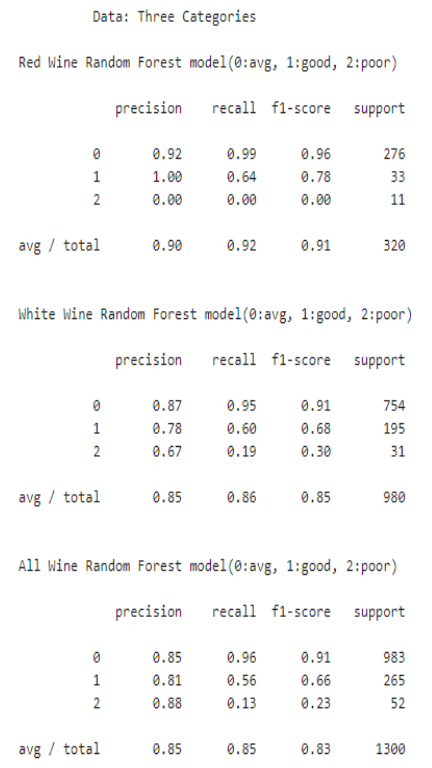 Data: Three Categories
Red Wine Random Forest model(0:avg, 1:good, 2:poor)
precision recall f1-score support
0 0.92 0.99 0.96 276
1 1.00 0.64 0.78 33
2 0.00 0.00 0.00 11
avg / total 0.90 0.92 0.91 320
White Wine Random Forest model(0:avg, 1:good, 2:poor)
precision recall f1-score support
0 0.87 0.95 0.91 754
1 0.78 0.60 0.68 195
2 0.67 0.19 0.30 31
avg / total 0.85 0.86 0.85 980
All Wine Random Forest model(0:avg, 1:good, 2:poor)
precision recall f1-score support
0 0.85 0.96 0.91 983
1 0.81 0.56 0.66 265
2 0.88 0.13 0.23 52
avg / total 0.85 0.85 0.83 1300